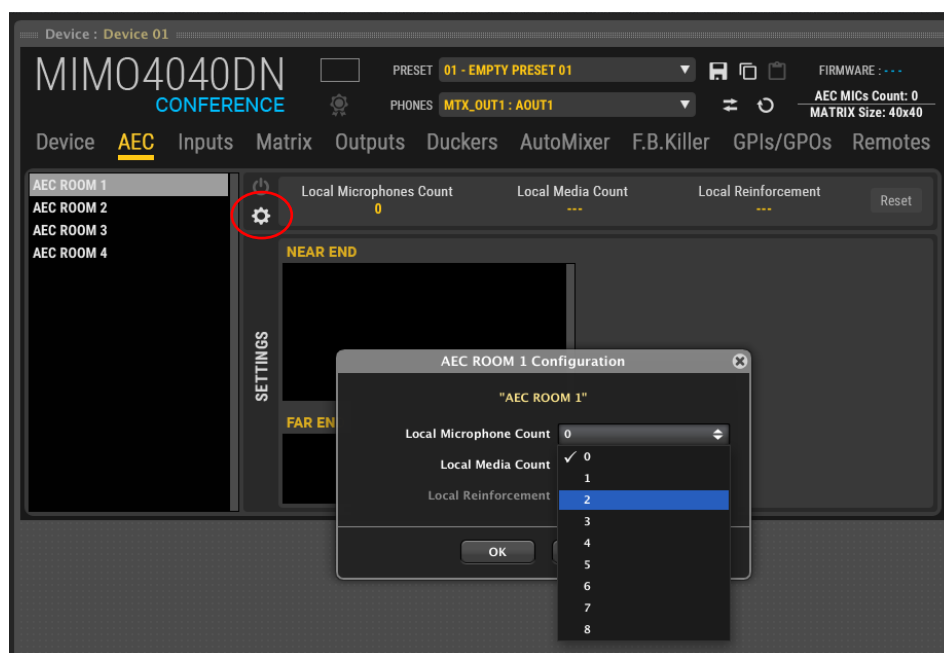 Device : Device 01
MIMO4040DN
CONFERENCE
PRESET 01 - EMPTY PRESET 01
PHONES MTX_OUT1 : AOUT1
FIRMWARE : - - -
AEC MICs Count: 0
MATRIX Size: 40x40
Device AEC Inputs Matrix Outputs Duckers AutoMixer F.B.Killer GPIs/GPOs Remotes
AEC ROOM 1
AEC ROOM 2
AEC ROOM 3
AEC ROOM 4
Local Microphones Count Local Media Count Local Reinforcement
0 --- ---
Reset
SETTINGS
NEAR END
FAR EN
AEC ROOM 1 Configuration
"AEC ROOM 1"
Local Microphone Count 0
Local Media Count
Local Reinforcement
0
1
2
3
4
5
6
7
8
OK